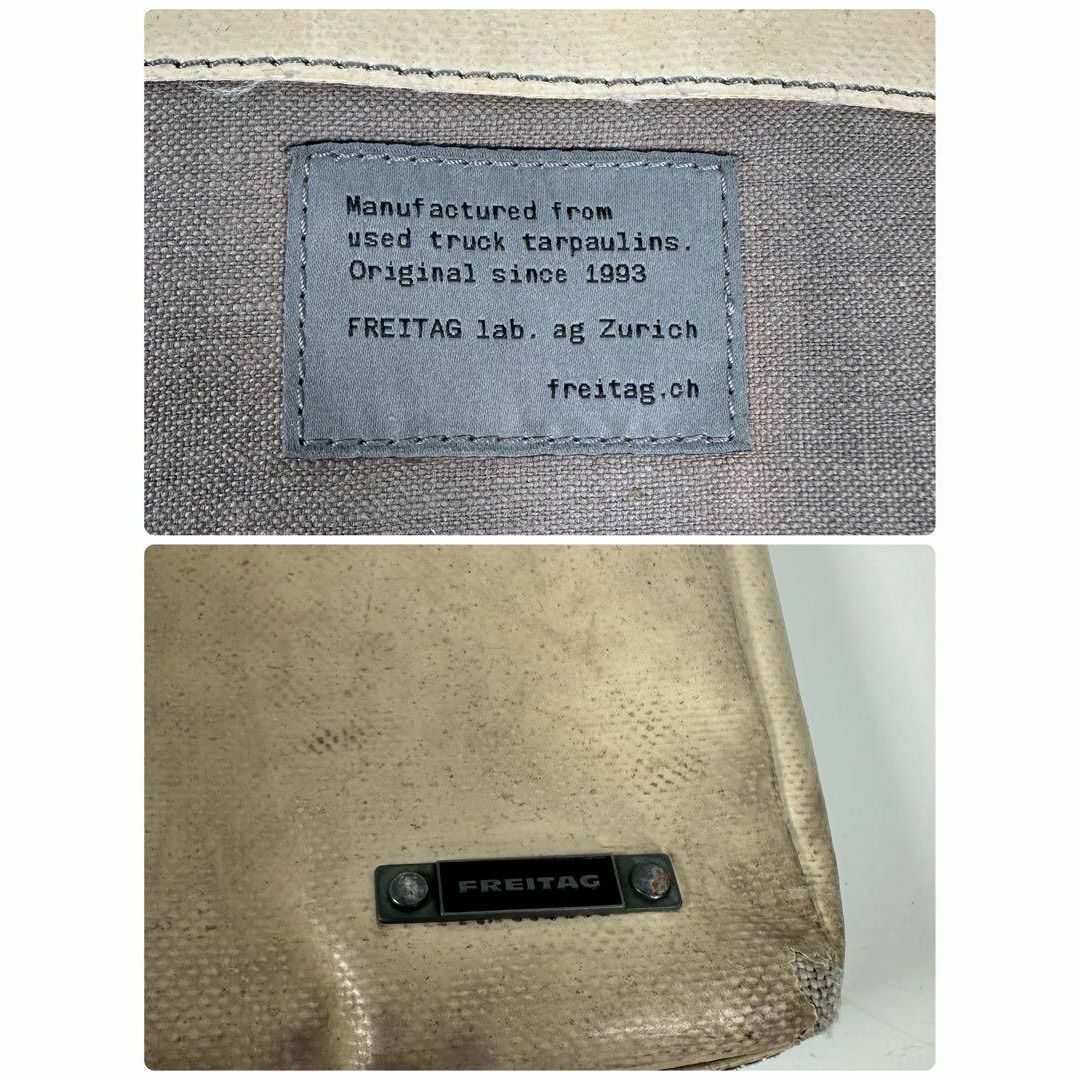 Manufactured from
used truck tarpaulins.
Original since 1993
FREITAG lab. ag Zurich
freitag.ch
FREITAG